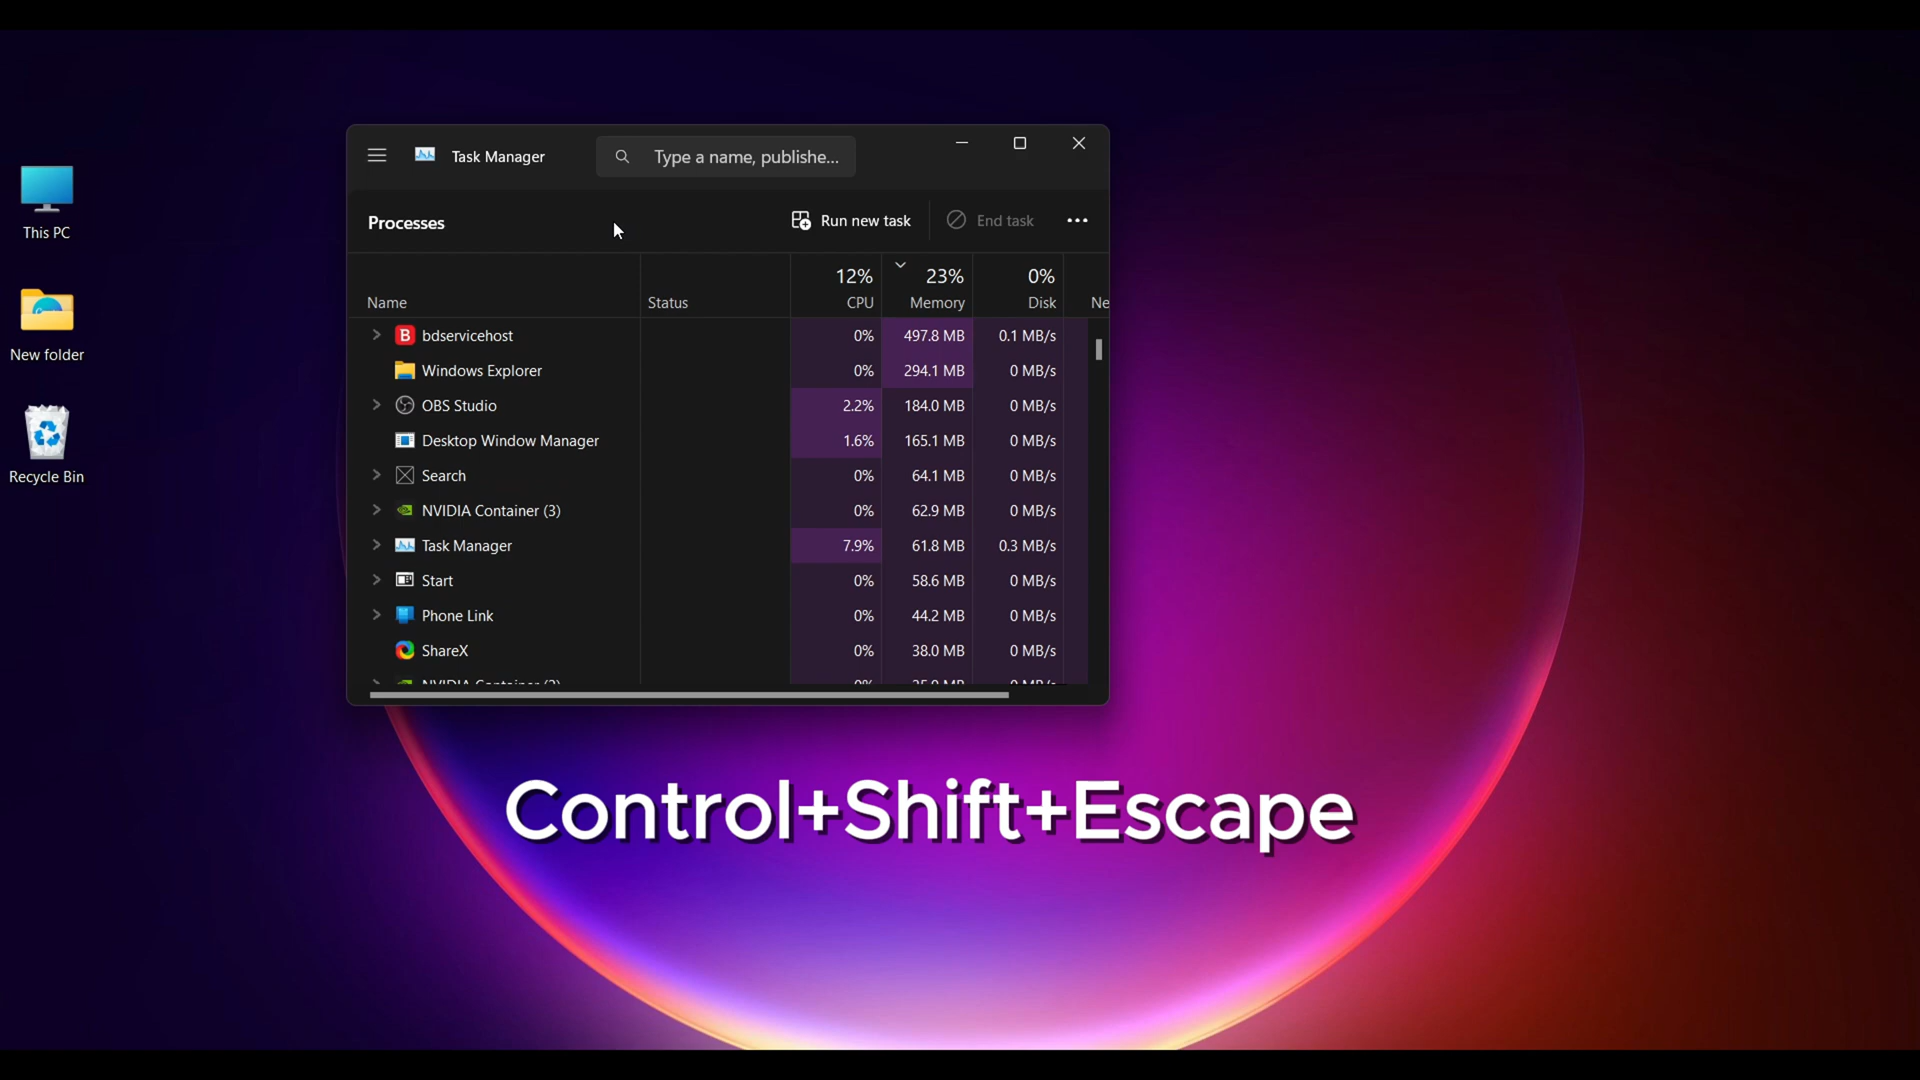 This PC
New folder
Recycle Bin
Task Manager
Type a name, publishe...
Processes
Run new task
End task
12% 23% 0%
Name Status CPU Memory Disk Ne
B bdservicehost 0% 497.8 MB 0.1 MB/s
Windows Explorer 0% 294.1 MB 0 MB/s
OBS Studio 2.2% 184.0 MB 0 MB/s
Desktop Window Manager 1.6% 165.1 MB 0 MB/s
Search 0% 64.1 MB 0 MB/s
NVIDIA Container (3) 0% 62.9 MB 0 MB/s
Task Manager 7.9% 61.8 MB 0.3 MB/s
Start 0% 58.6 MB 0 MB/s
Phone Link 0% 44.2 MB 0 MB/s
ShareX 0% 38.0 MB 0 MB/s
Control+Shift+Escape